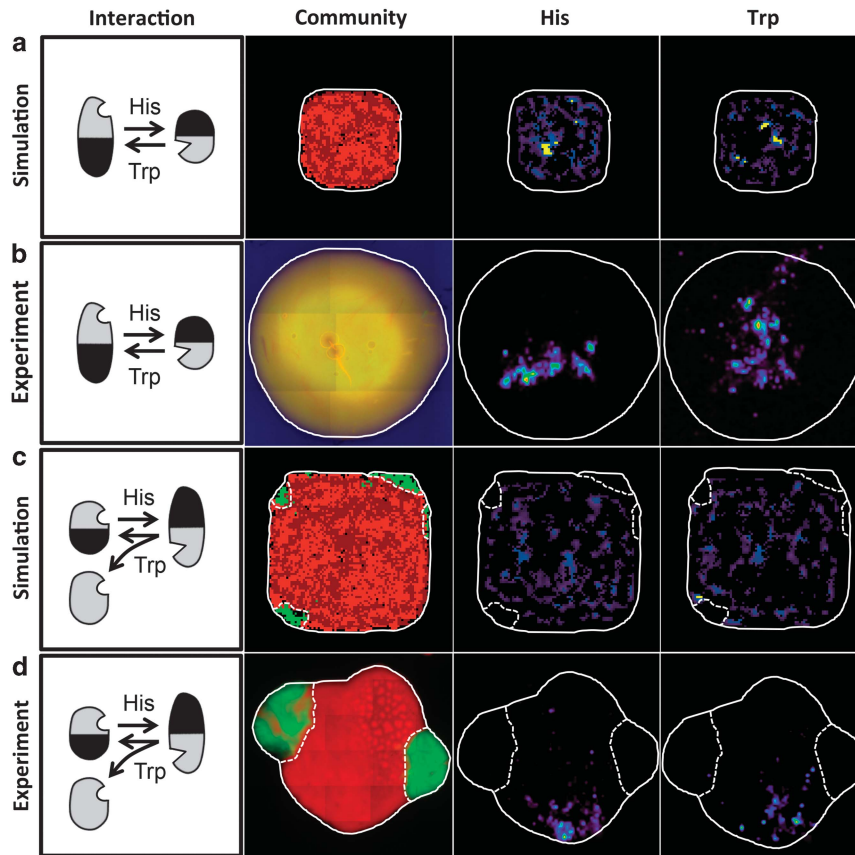 Interaction Community His Trp
a
Simulation
His
Trp
b
Experiment
His
Trp
c
Simulation
His
Trp
d
Experiment
His
Trp